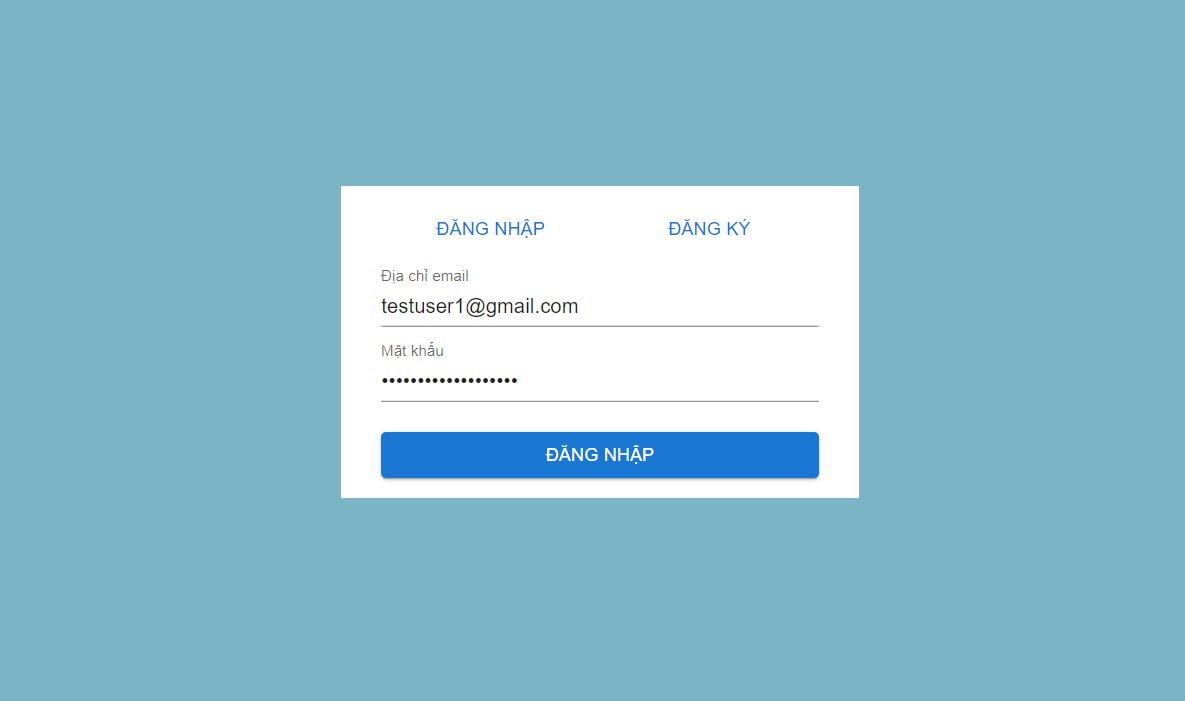 ĐĂNG NHẬP ĐĂNG KÝ
Địa chỉ email
testuser1@gmail.com
Mật khẩu
•••••••••••••••••••
ĐĂNG NHẬP